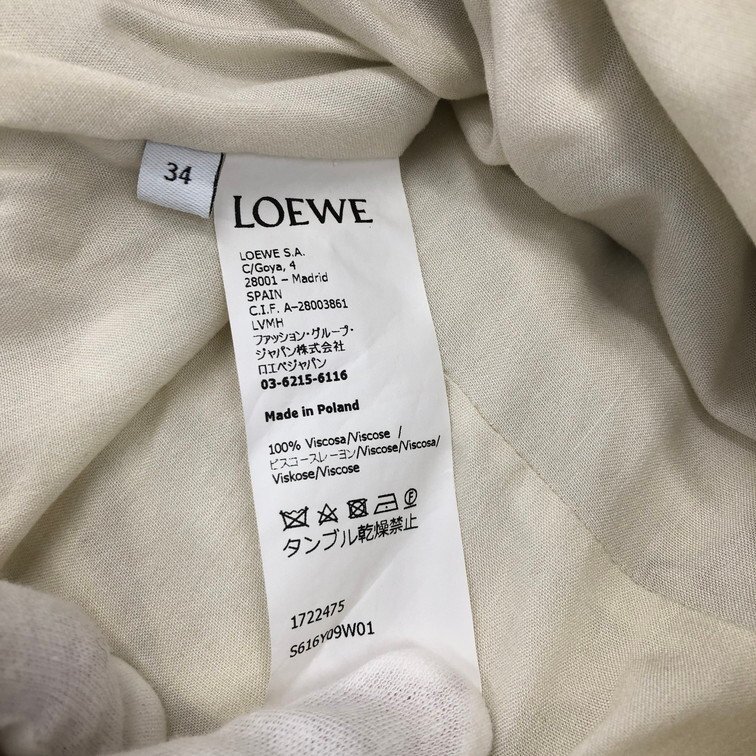 34
LOEWE
LOEWE S.A.
C/Goya, 4
28001 – Madrid
SPAIN
C.I.F. A-28003861
LVMH
ファッション・グループ・
ジャパン株式会社
ロエベジャパン
03-6215-6116
Made in Poland
100% Viscosa/Viscose /
ビスコースレーヨン/Viscose/Viscosa/
Viskose/Viscose
F
タンブル乾燥禁止
1722475
S616Y09W01